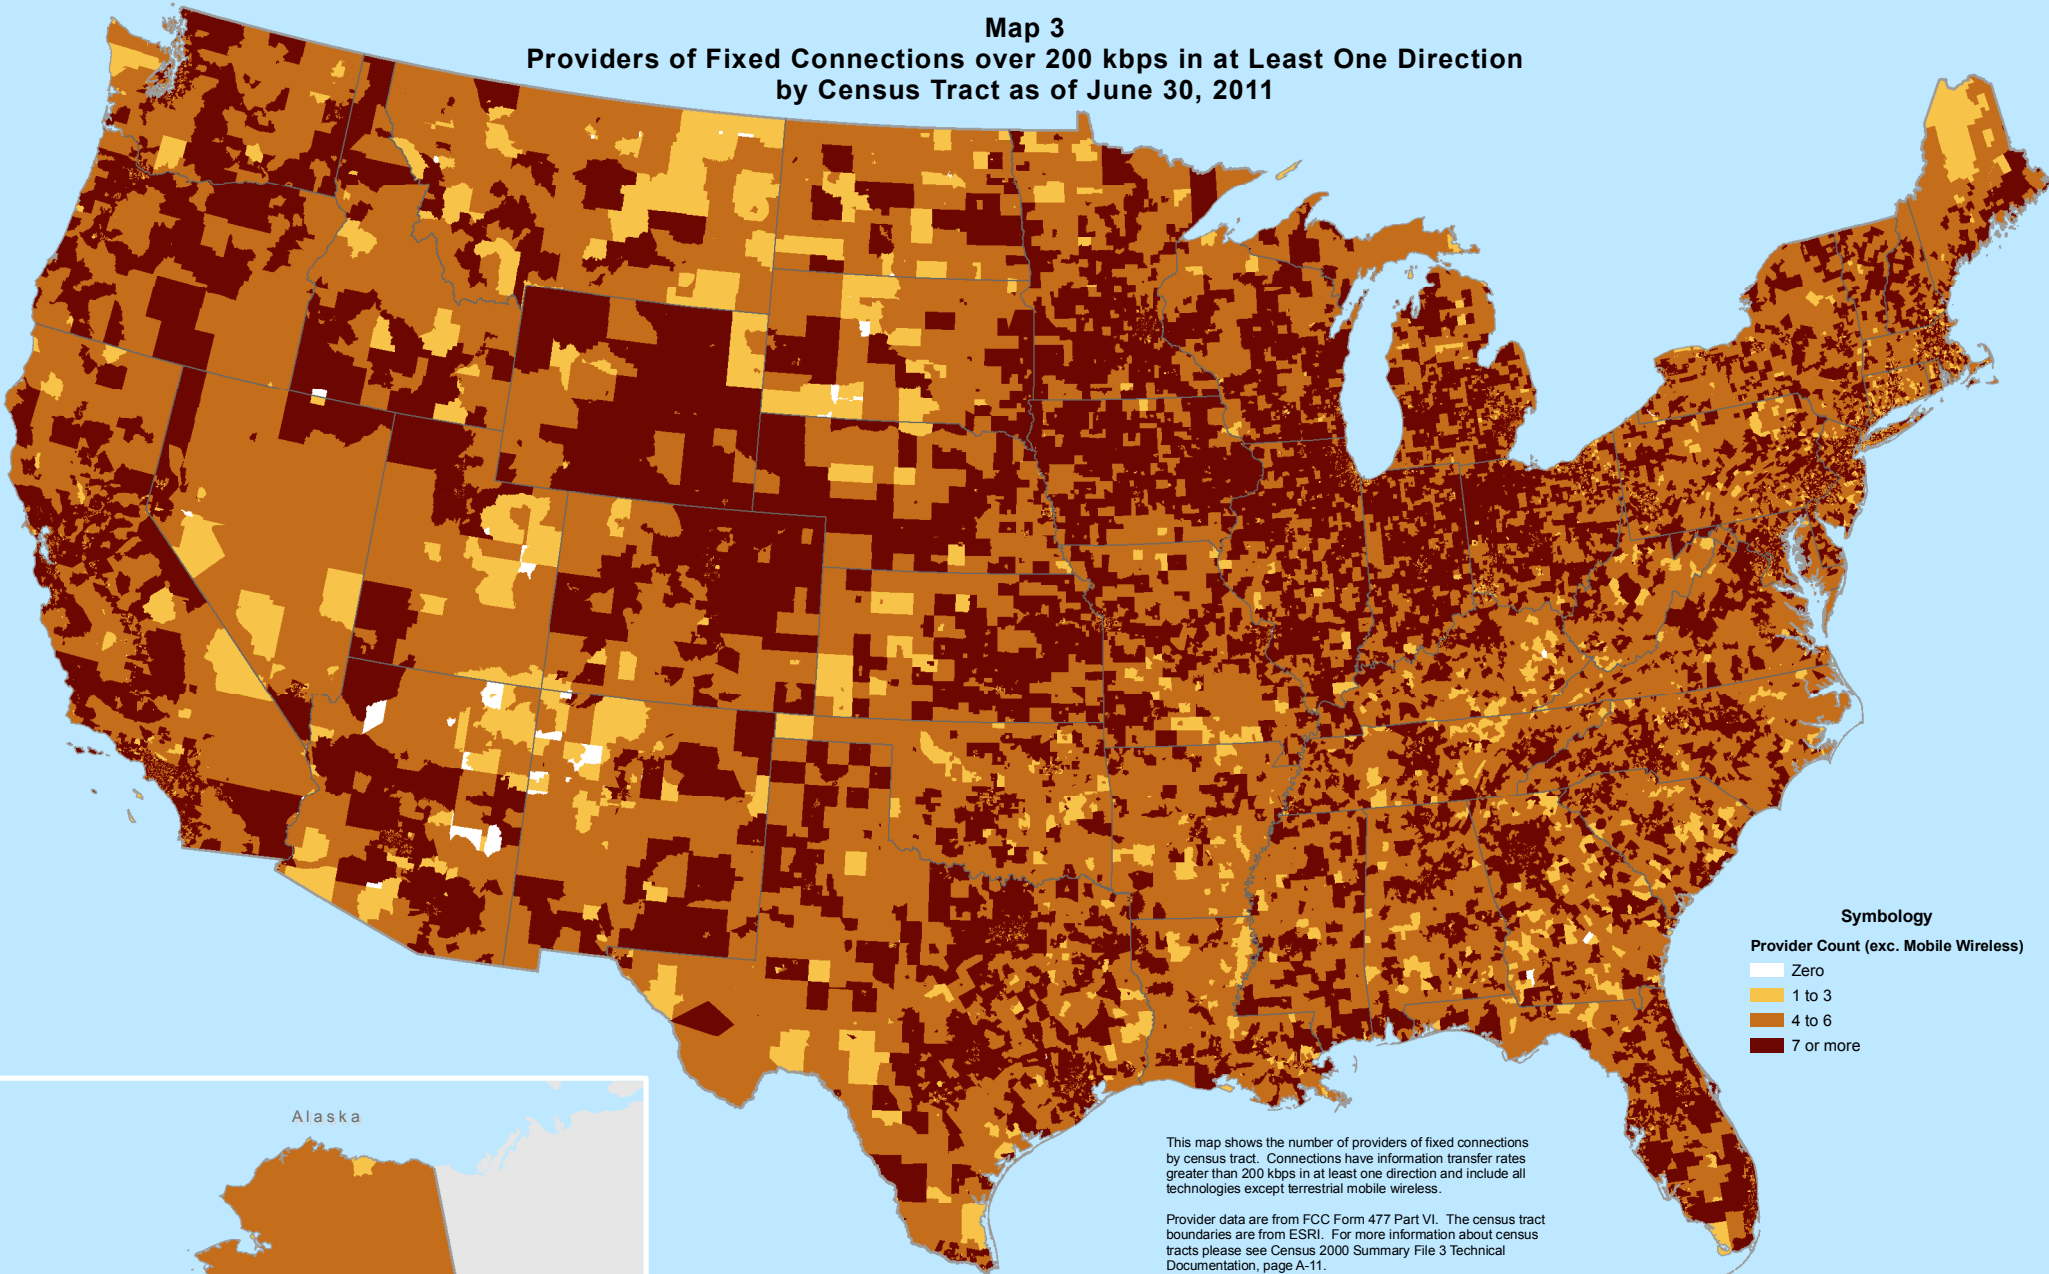 Map 3
Providers of Fixed Connections over 200 kbps in at Least One Direction
by Census Tract as of June 30, 2011
Symbology
Provider Count (exc. Mobile Wireless)
Zero
1 to 3
4 to 6
7 or more
Alaska
This map shows the number of providers of fixed connections
by census tract. Connections have information transfer rates
greater than 200 kbps in at least one direction and include all
technologies except terrestrial mobile wireless.
Provider data are from FCC Form 477 Part VI. The census tract
boundaries are from ESRI. For more information about census
tracts please see Census 2000 Summary File 3 Technical
Documentation, page A-11.